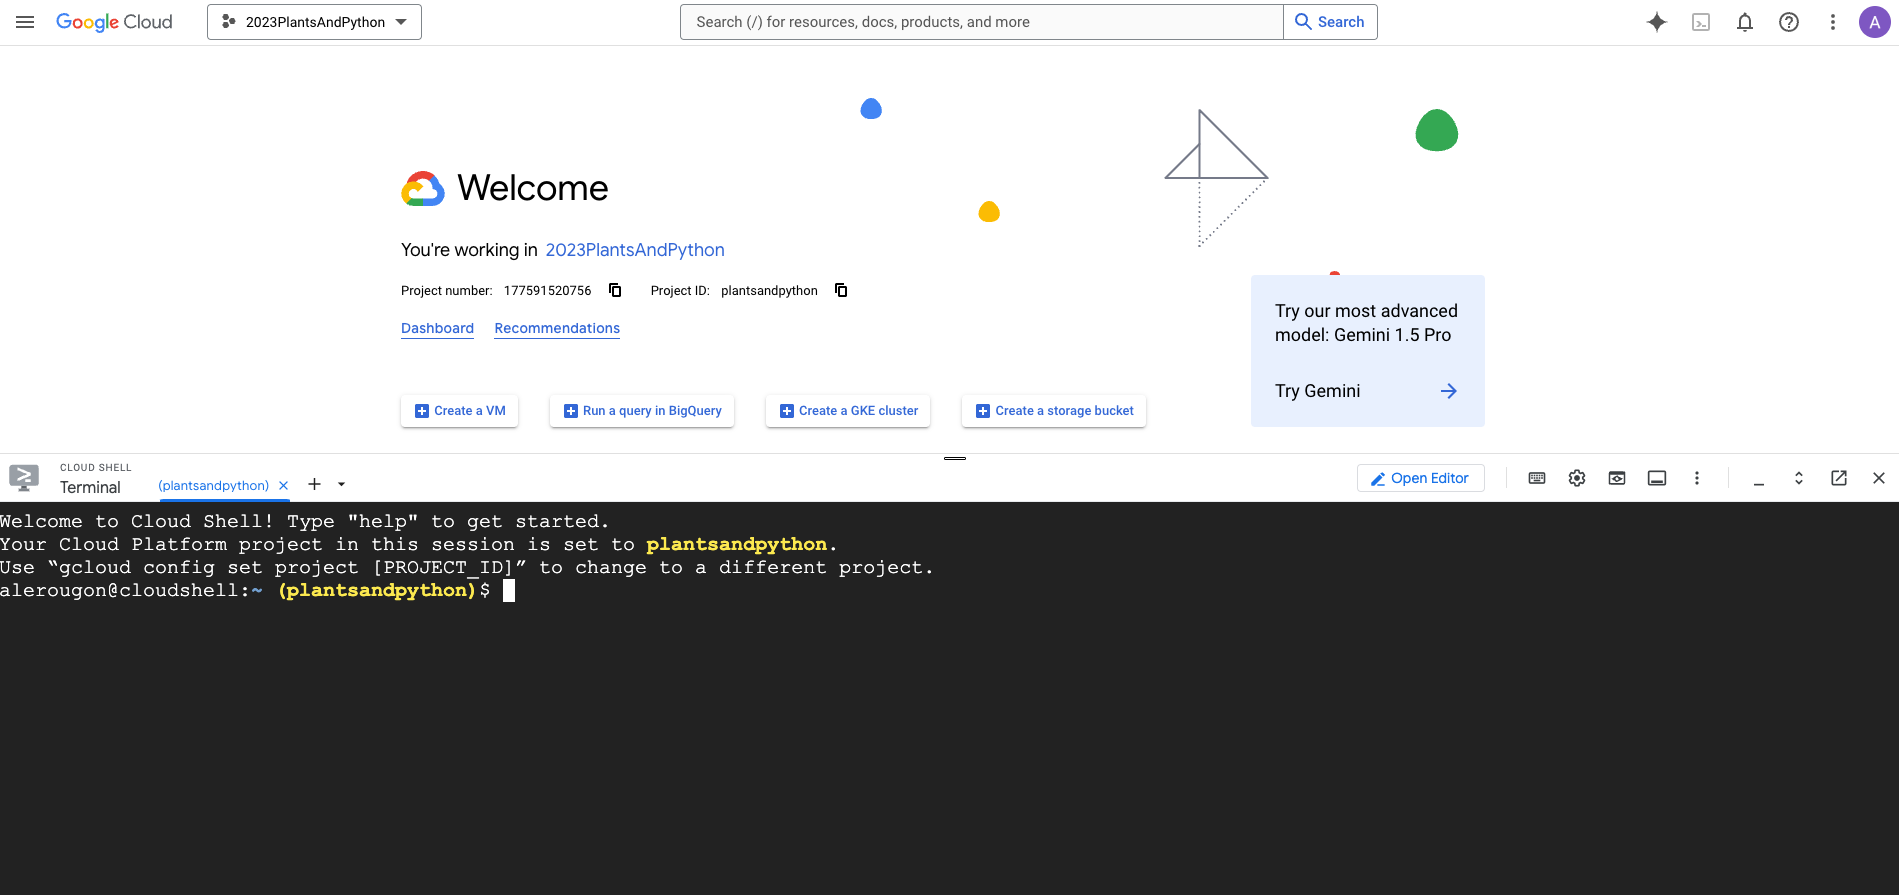 Google Cloud
2023PlantsAndPython
Search (/) for resources, docs, products, and more
Search
A
Welcome
You're working in 2023PlantsAndPython
Project number: 177591520756 Project ID: plantsandpython
Dashboard Recommendations
Try our most advanced
model: Gemini 1.5 Pro
Try Gemini
Create a VM
Run a query in BigQuery
Create a GKE cluster
Create a storage bucket
CLOUD SHELL
Terminal
(plantsandpython)
Open Editor
Welcome to Cloud Shell! Type "help" to get started.
Your Cloud Platform project in this session is set to plantsandpython.
Use “gcloud config set project [PROJECT_ID]” to change to a different project.
alerougon@cloudshell:~ (plantsandpython)$